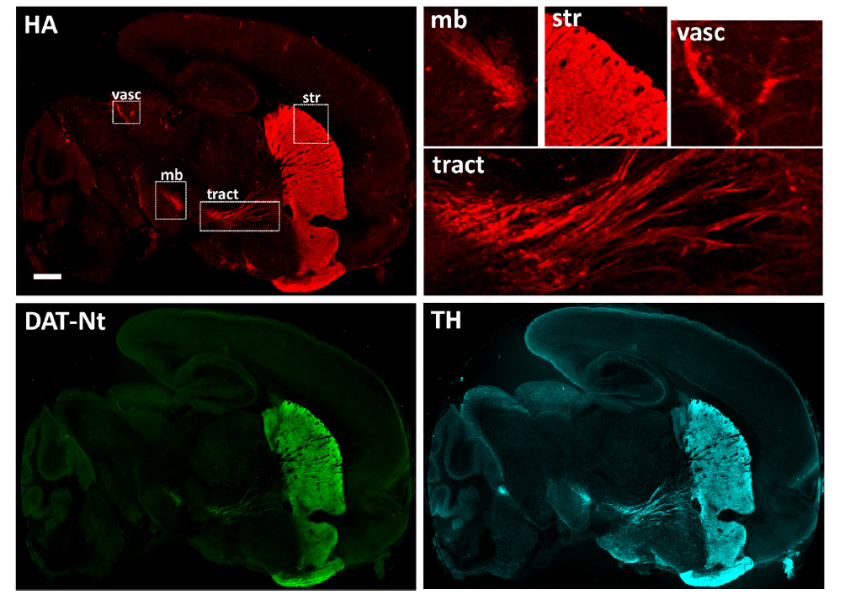 HA
vasc
str
mb
tract
mb
str
vasc
tract
DAT-Nt
TH